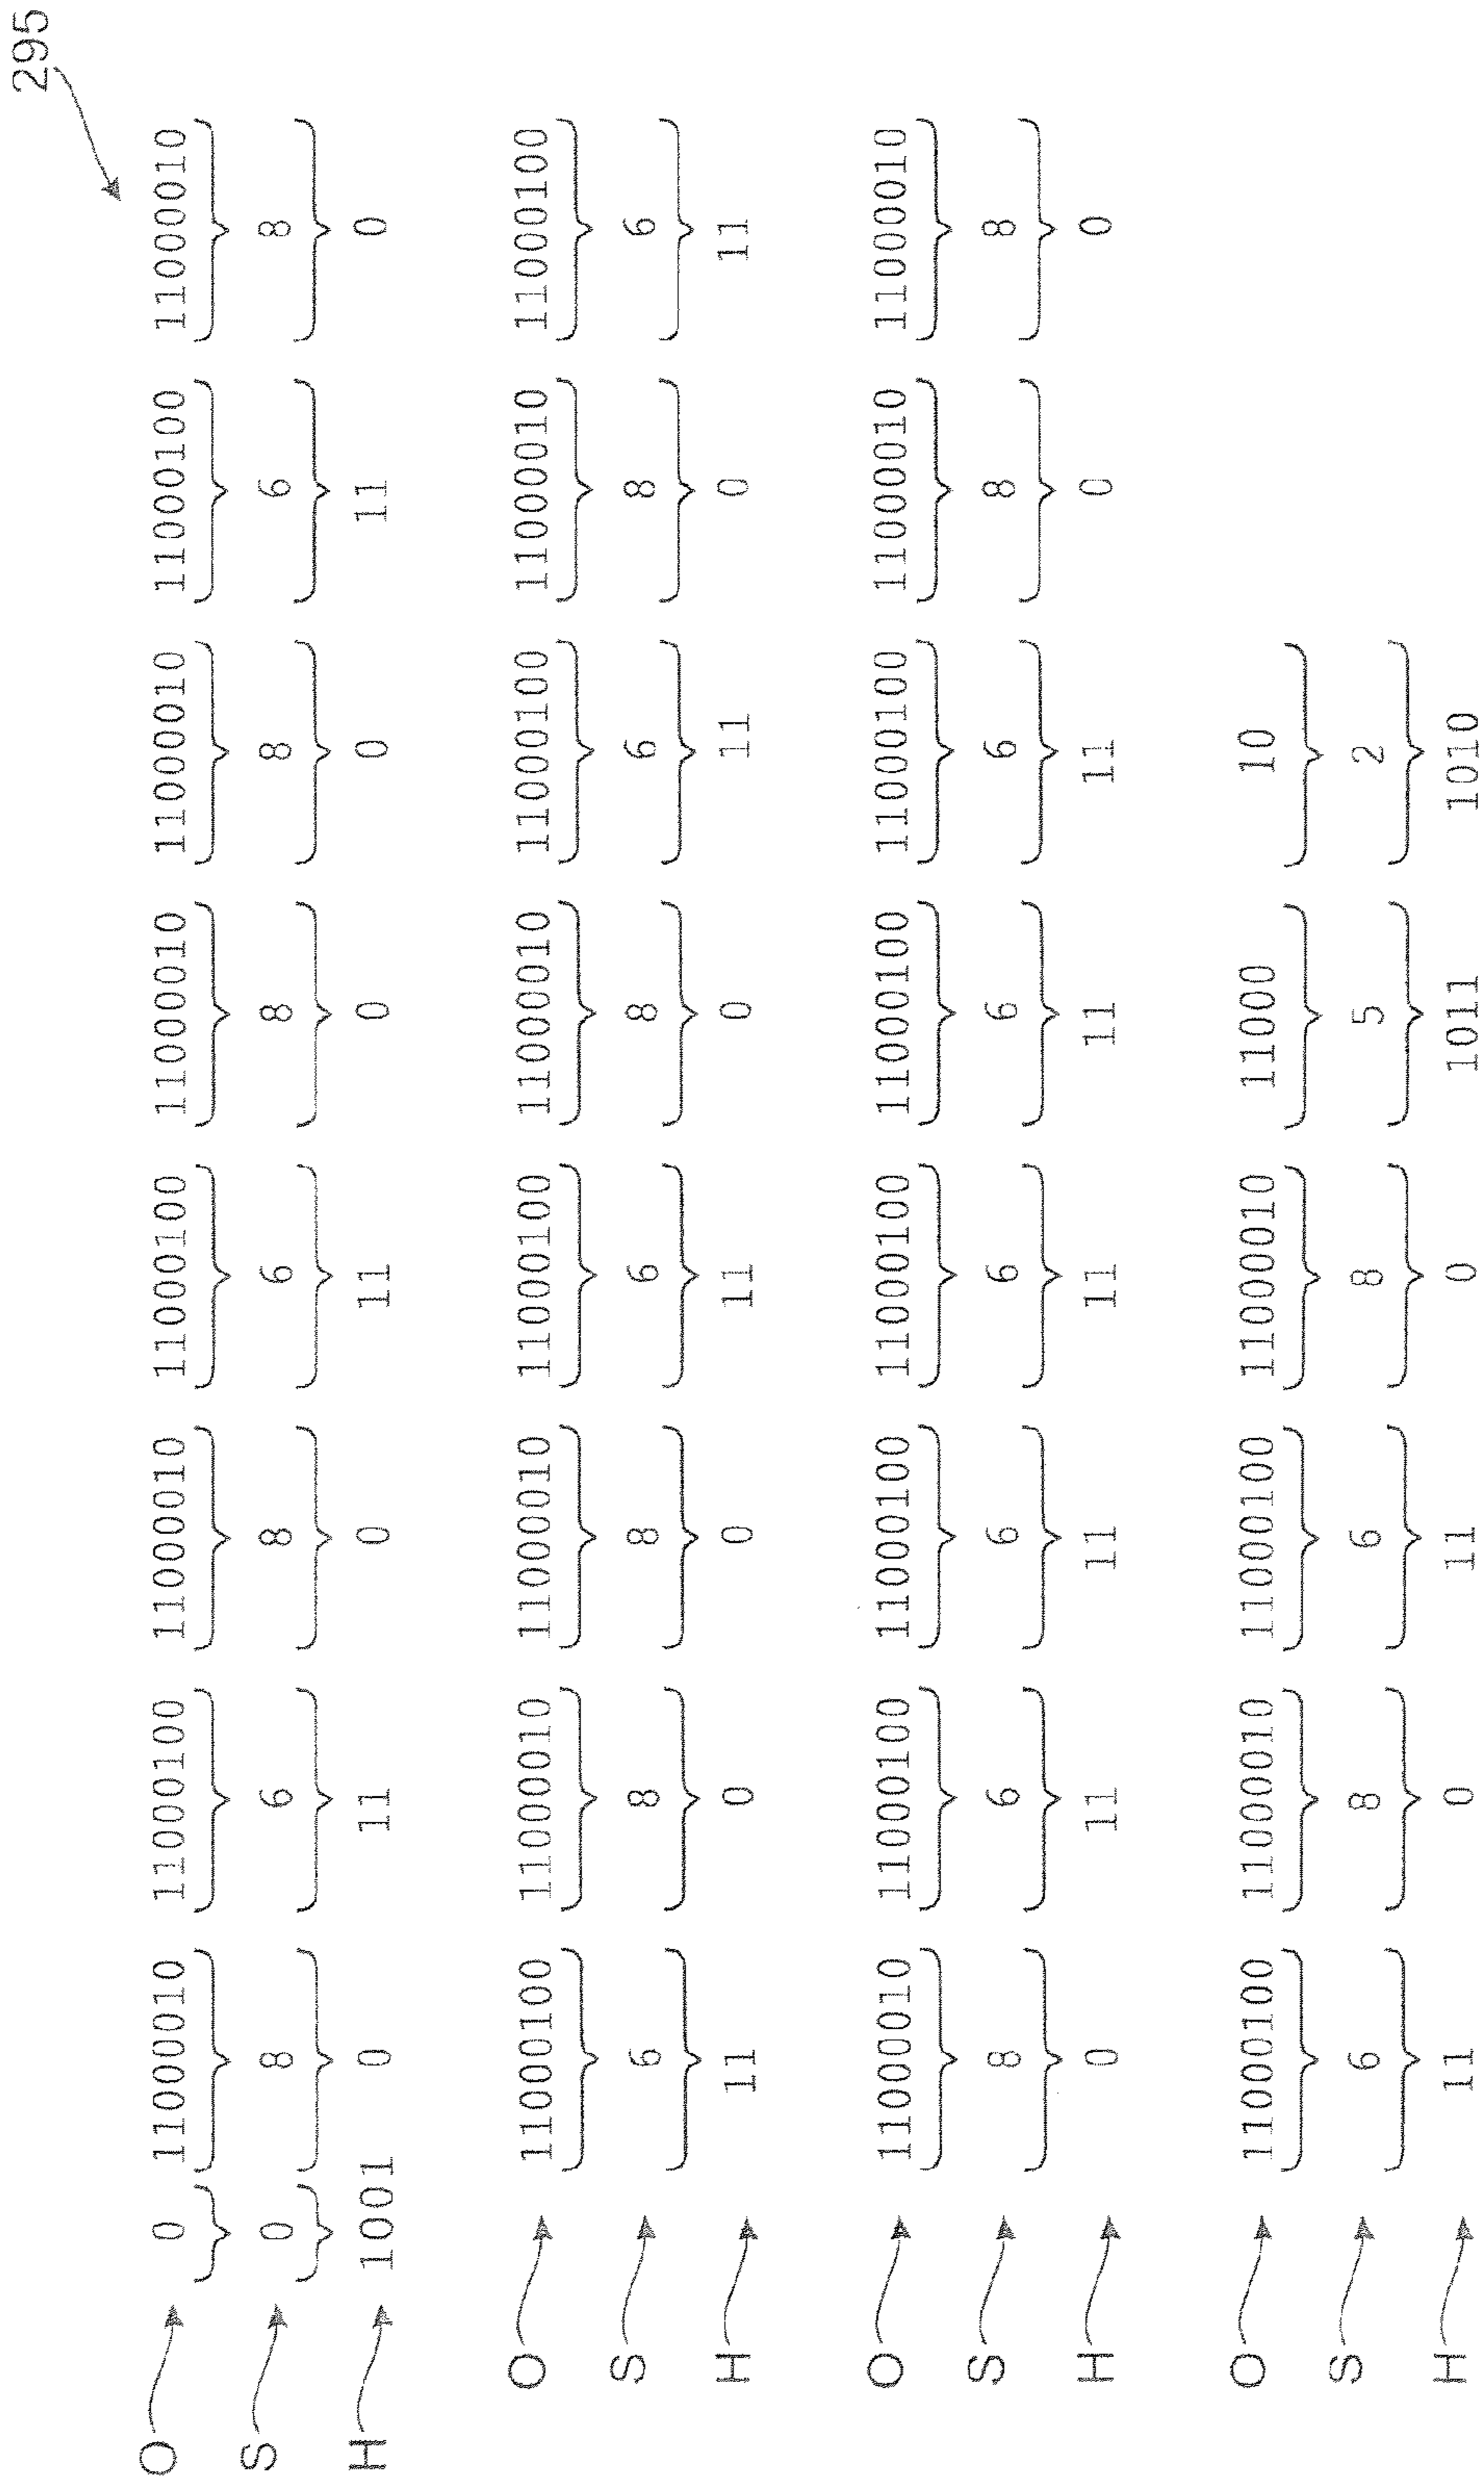 295
O 0 11000010 11000100 11000010 11000100 11000010 11000010 11000100 11000010
S 0 8 6 8 6 8 8 6 8
H 1001 0 11 0 11 0 0 11 0
O 11000100 11000010 11000010 11000100 11000010 11000100 11000010 11000100
S 6 8 8 6 8 6 8 6
H 11 0 0 11 0 11 0 11
O 11000010 11000100 11000100 11000100 11000100 11000100 11000010 11000010
S 8 6 6 6 6 6 8 8
H 0 11 11 11 11 11 0 0
O 11000100 11000010 11000100 11000010 11000 10
S 6 8 6 8 5 2
H 11 0 11 0 1011 1010